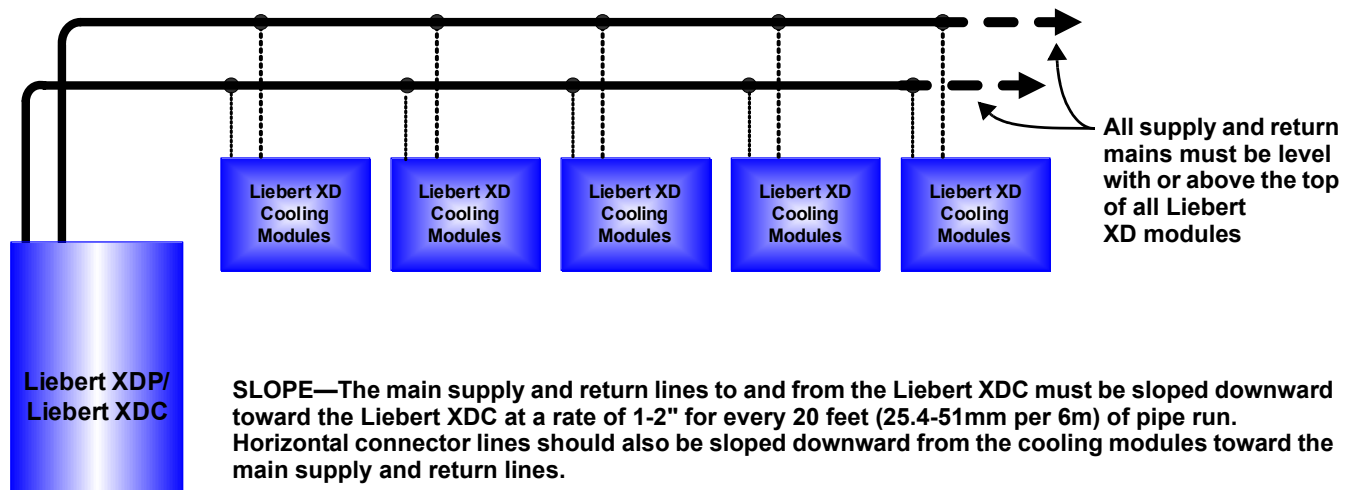 All supply and return
mains must be level
with or above the top
of all Liebert
XD modules
Liebert XD
Cooling
Modules
Liebert XD
Cooling
Modules
Liebert XD
Cooling
Modules
Liebert XD
Cooling
Modules
Liebert XD
Cooling
Modules
Liebert XDP/
Liebert XDC
SLOPE—The main supply and return lines to and from the Liebert XDC must be sloped downward
toward the Liebert XDC at a rate of 1-2" for every 20 feet (25.4-51mm per 6m) of pipe run.
Horizontal connector lines should also be sloped downward from the cooling modules toward the
main supply and return lines.